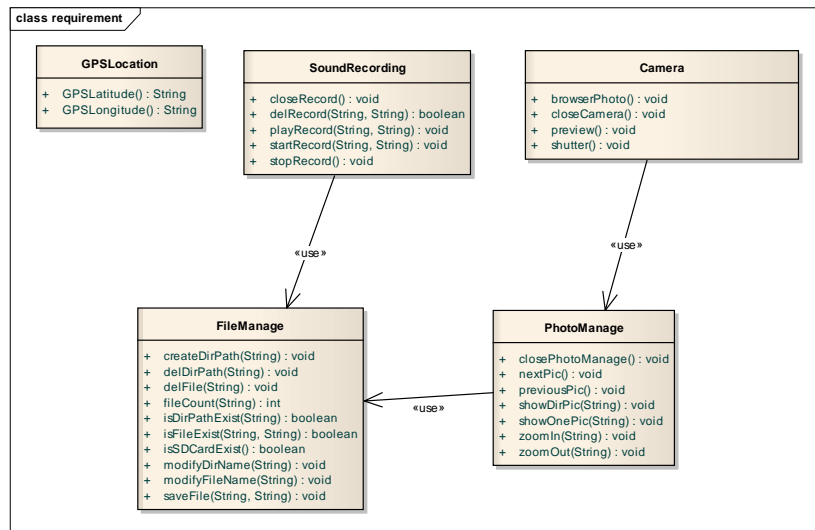 class requirement
GPSLocation
+ GPSLatitude() : String
+ GPSLongitude() : String
SoundRecording
+ closeRecord() : void
+ delRecord(String, String) : boolean
+ playRecord(String, String) : void
+ startRecord(String, String) : void
+ stopRecord() : void
Camera
+ browserPhoto() : void
+ closeCamera() : void
+ preview() : void
+ shutter() : void
«use»
«use»
FileManage
+ createDirPath(String) : void
+ delDirPath(String) : void
+ delFile(String) : void
+ fileCount(String) : int
+ isDirPathExist(String) : boolean
+ isFileExist(String, String) : boolean
+ isSDCardExist() : boolean
+ modifyDirName(String) : void
+ modifyFileName(String) : void
+ saveFile(String, String) : void
«use»
PhotoManage
+ closePhotoManage() : void
+ nextPic() : void
+ previousPic() : void
+ showDirPic(String) : void
+ showOnePic(String) : void
+ zoomIn(String) : void
+ zoomOut(String) : void